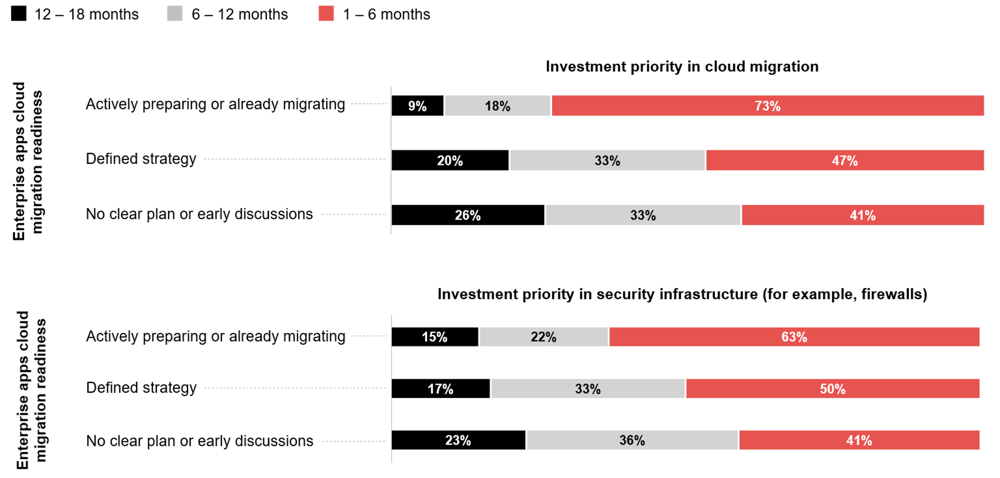 12 – 18 months
6 – 12 months
1 – 6 months
Investment priority in cloud migration
Enterprise apps cloud
migration readiness
Actively preparing or already migrating
9%
18%
73%
Defined strategy
20%
33%
47%
No clear plan or early discussions
26%
33%
41%
Investment priority in security infrastructure (for example, firewalls)
Enterprise apps cloud
migration readiness
Actively preparing or already migrating
15%
22%
63%
Defined strategy
17%
33%
50%
No clear plan or early discussions
23%
36%
41%